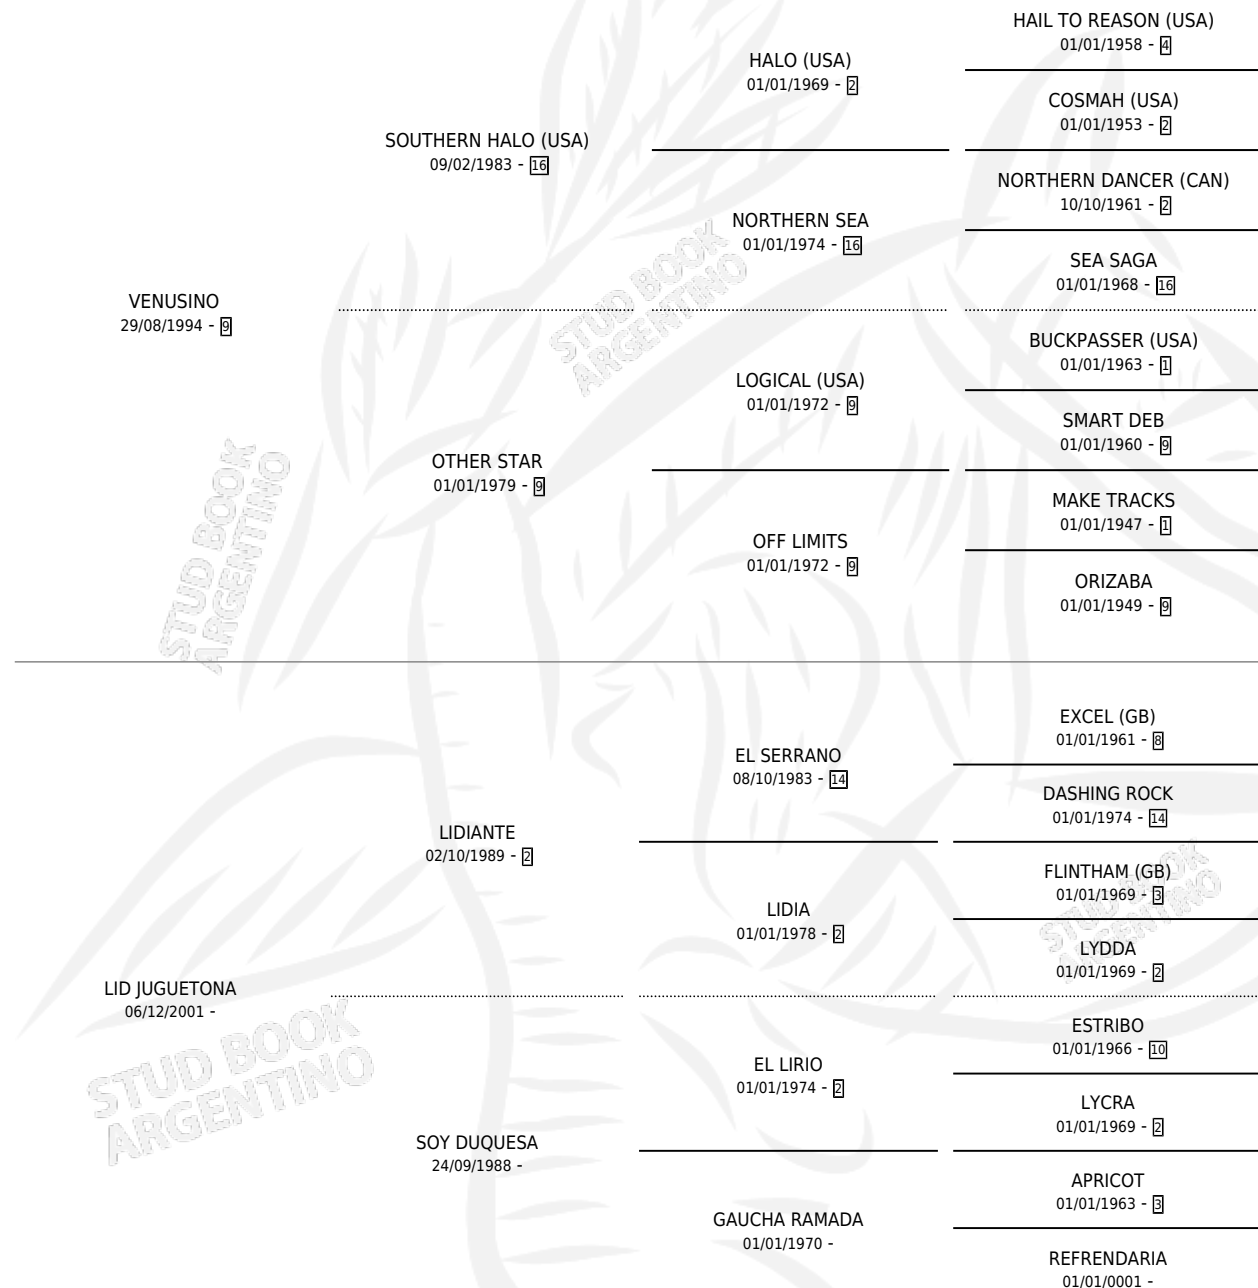 HAIL TO REASON (USA)
01/01/1958 - 4
HALO (USA)
01/01/1969 - 2
COSMAH (USA)
01/01/1953 - 2
SOUTHERN HALO (USA)
09/02/1983 - 16
NORTHERN DANCER (CAN)
10/10/1961 - 2
NORTHERN SEA
01/01/1974 - 16
SEA SAGA
01/01/1968 - 16
VENUSINO
29/08/1994 - 9
BUCKPASSER (USA)
01/01/1963 - 1
LOGICAL (USA)
01/01/1972 - 9
SMART DEB
01/01/1960 - 9
OTHER STAR
01/01/1979 - 9
MAKE TRACKS
01/01/1947 - 1
OFF LIMITS
01/01/1972 - 9
ORIZABA
01/01/1949 - 9
STUD BOOK
ARGENTINO
STUD BOOK
ARGENTINO
EXCEL (GB)
01/01/1961 - 8
EL SERRANO
08/10/1983 - 14
DASHING ROCK
01/01/1974 - 14
LIDIANTE
02/10/1989 - 2
FLINTHAM (GB)
01/01/1969 - 3
LIDIA
01/01/1978 - 2
LYDDA
01/01/1969 - 2
LID JUGUETONA
06/12/2001 -
ESTRIBO
01/01/1966 - 10
EL LIRIO
01/01/1974 - 2
LYCRA
01/01/1969 - 2
SOY DUQUESA
24/09/1988 -
APRICOT
01/01/1963 - 3
GAUCHA RAMADA
01/01/1970 -
REFRENDARIA
01/01/0001 -
STUD BOOK
ARGENTINO
STUD BOOK
ARGENTINO